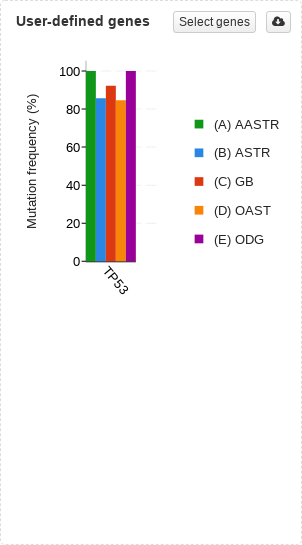 User-defined genes
Select genes
Mutation frequency (%)
100
80
60
40
20
0
TP53
(A) AASTR
(B) ASTR
(C) GB
(D) OAST
(E) ODG